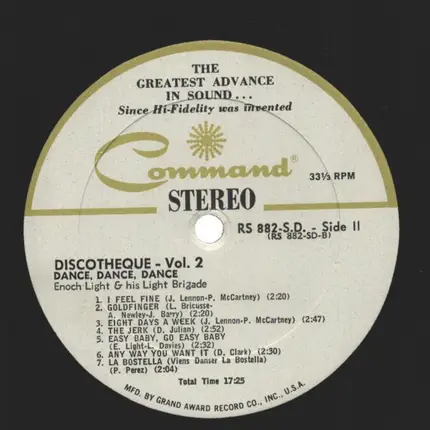 THE
GREATEST ADVANCE
IN SOUND...
Since Hi-Fidelity was invented
Command®
33⅓ RPM
STEREO
RS 882-S.D. - Side II
(RS 882-SD-B)
DISCOTHEQUE - Vol. 2
DANCE, DANCE, DANCE
Enoch Light & his Light Brigade
1. I FEEL FINE (J. Lennon-P. McCartney) (2:20)
2. GOLDFINGER (L. Bricusse-
A. Newley-J. Barry) (2:20)
3. EIGHT DAYS A WEEK (J. Lennon-P. McCartney) (2:47)
4. THE JERK (D. Julian) (2:52)
5. EASY BABY, GO EASY BABY
(E. Light-L. Davies) (2:32)
6. ANY WAY YOU WANT IT (D. Clark) (2:30)
7. LA BOSTELLA (Viens Danser La Bostella)
(P. Perez) (2:04)
Total Time 17:25
MFD. BY GRAND AWARD RECORD CO., INC., U.S.A.